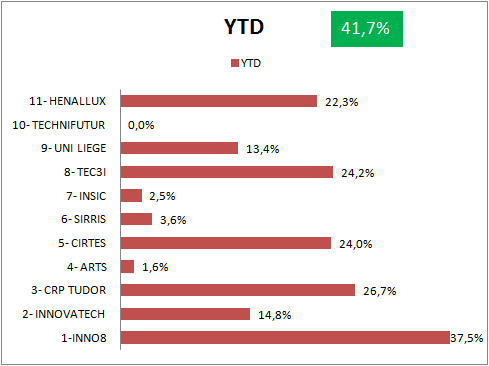 YTD
41,7%
YTD
11- HENALLUX 22,3%
10- TECHNIFUTUR 0,0%
9- UNI LIEGE 13,4%
8- TEC3I 24,2%
7- INSIC 2,5%
6- SIRRIS 3,6%
5- CIRTES 24,0%
4- ARTS 1,6%
3- CRP TUDOR 26,7%
2- INNOVATECH 14,8%
1-INNO8 37,5%